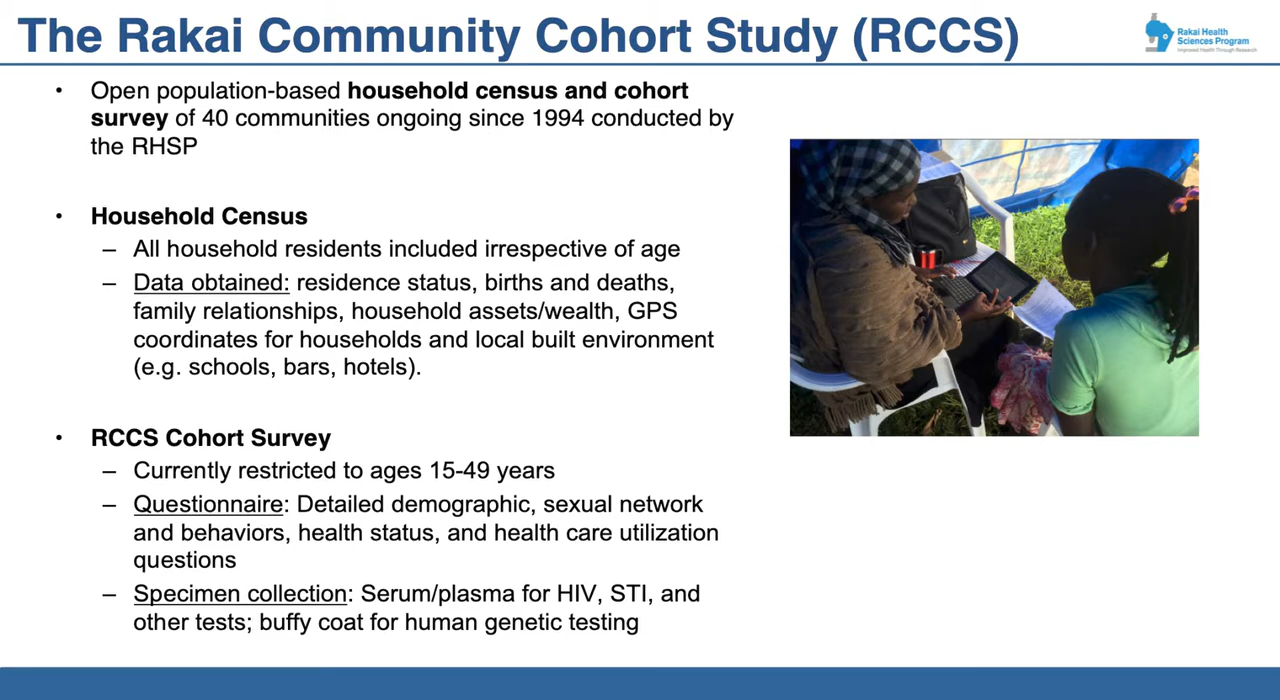 The Rakai Community Cohort Study (RCCS)
Rakai Health
Sciences Program
Improved Health Through Research
• Open population-based household census and cohort
survey of 40 communities ongoing since 1994 conducted by
the RHSP
• Household Census
– All household residents included irrespective of age
– Data obtained: residence status, births and deaths,
family relationships, household assets/wealth, GPS
coordinates for households and local built environment
(e.g. schools, bars, hotels).
• RCCS Cohort Survey
– Currently restricted to ages 15-49 years
– Questionnaire: Detailed demographic, sexual network
and behaviors, health status, and health care utilization
questions
– Specimen collection: Serum/plasma for HIV, STI, and
other tests; buffy coat for human genetic testing